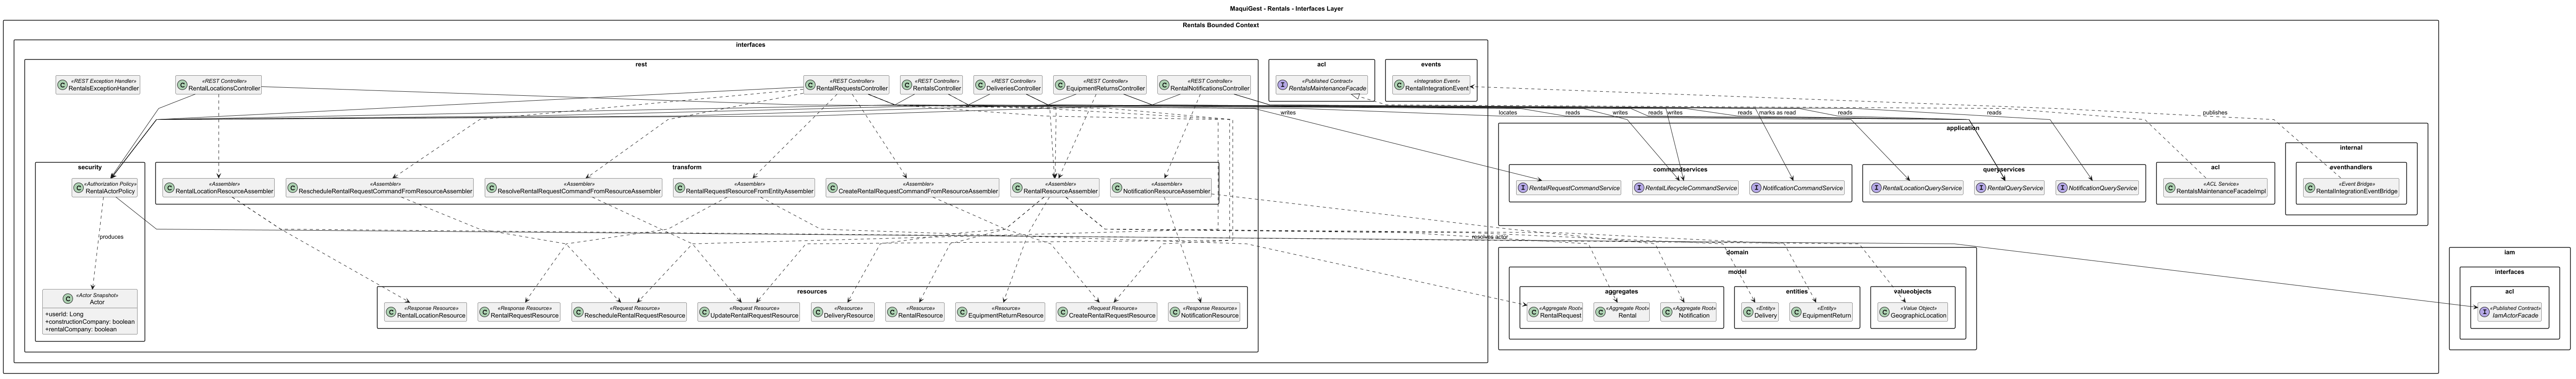 MaquiGest - Rentals - Interfaces Layer
Rentals Bounded Context
interfaces
rest
acl
events
«REST Exception Handler»
RentalsExceptionHandler
«REST Controller»
RentalLocationsController
«REST Controller»
RentalRequestsController
«REST Controller»
RentalsController
«REST Controller»
DeliveriesController
«REST Controller»
EquipmentReturnsController
«REST Controller»
RentalNotificationsController
«Published Contract»
RentalsMaintenanceFacade
«Integration Event»
RentalIntegrationEvent
writes
locates
reads
writes
reads
writes
reads
marks as read
reads
reads
publishes
application
internal
security
transform
commandservices
queryservices
acl
eventhandlers
«Authorization Policy»
RentalActorPolicy
«Assembler»
RentalLocationResourceAssembler
«Assembler»
RescheduleRentalRequestCommandFromResourceAssembler
«Assembler»
ResolveRentalRequestCommandFromResourceAssembler
«Assembler»
RentalRequestResourceFromEntityAssembler
«Assembler»
CreateRentalRequestCommandFromResourceAssembler
«Assembler»
RentalResourceAssembler
«Assembler»
NotificationResourceAssembler
RentalRequestCommandService
RentalLifecycleCommandService
NotificationCommandService
RentalLocationQueryService
RentalQueryService
NotificationQueryService
«ACL Service»
RentalsMaintenanceFacadeImpl
«Event Bridge»
RentalIntegrationEventBridge
produces
resolves actor
domain
model
iam
interfaces
acl
resources
aggregates
entities
valueobjects
«Actor Snapshot»
Actor
+userId: Long
+constructionCompany: boolean
+rentalCompany: boolean
«Response Resource»
RentalLocationResource
«Response Resource»
RentalRequestResource
«Request Resource»
RescheduleRentalRequestResource
«Request Resource»
UpdateRentalRequestResource
«Resource»
DeliveryResource
«Resource»
RentalResource
«Resource»
EquipmentReturnResource
«Request Resource»
CreateRentalRequestResource
«Response Resource»
NotificationResource
«Aggregate Root»
RentalRequest
«Aggregate Root»
Rental
«Aggregate Root»
Notification
«Entity»
Delivery
«Entity»
EquipmentReturn
«Value Object»
GeographicLocation
«Published Contract»
IamActorFacade